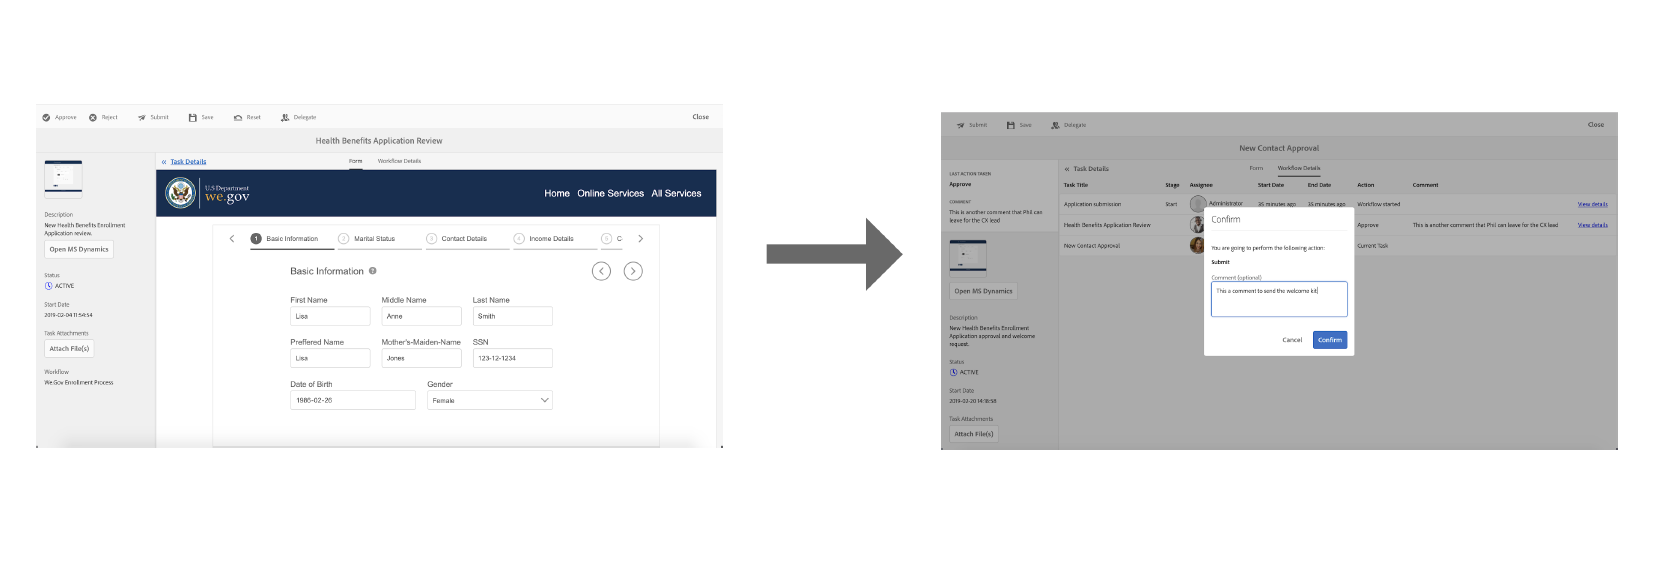 Approve Reject Submit Save Reset Delegate Close
Health Benefits Application Review
« Task Details Form Workflow Details
U.S Department
we.gov
Home Online Services All Services
Description
New Health Benefits Enrollment
Application review.
Open MS Dynamics
Status
ACTIVE
Start Date
2019-02-04 11:54:54
Task Attachments
Attach File(s)
Workflow
We.Gov Enrollment Process
1 Basic Information 2 Marital Status 3 Contact Details 4 Income Details 5 C
Basic Information
First Name Middle Name Last Name
Lisa Anne Smith
Preffered Name Mother's-Maiden-Name SSN
Lisa Jones 123-12-1234
Date of Birth Gender
1986-02-26 Female
Submit Save Delegate Close
New Contact Approval
LAST ACTION TAKEN
Approve
COMMENT
This is another comment that Phil can
leave for the CX lead
Open MS Dynamics
Description
New Health Benefits Enrollment
Application approval and welcome
request.
Status
ACTIVE
Start Date
2019-02-20 14:18:58
Task Attachments
Attach File(s)
« Task Details Form Workflow Details
Task Title Stage Assignee Start Date End Date Action Comment
Application submission Start Administrator 35 minutes ago 35 minutes ago Workflow started View details
Health Benefits Application Review Approve This is another comment that Phil can leave for the CX lead View details
New Contact Approval Current Task
Confirm
You are going to perform the following action:
Submit
Comment (optional)
This a comment to send the welcome kit
Cancel Confirm